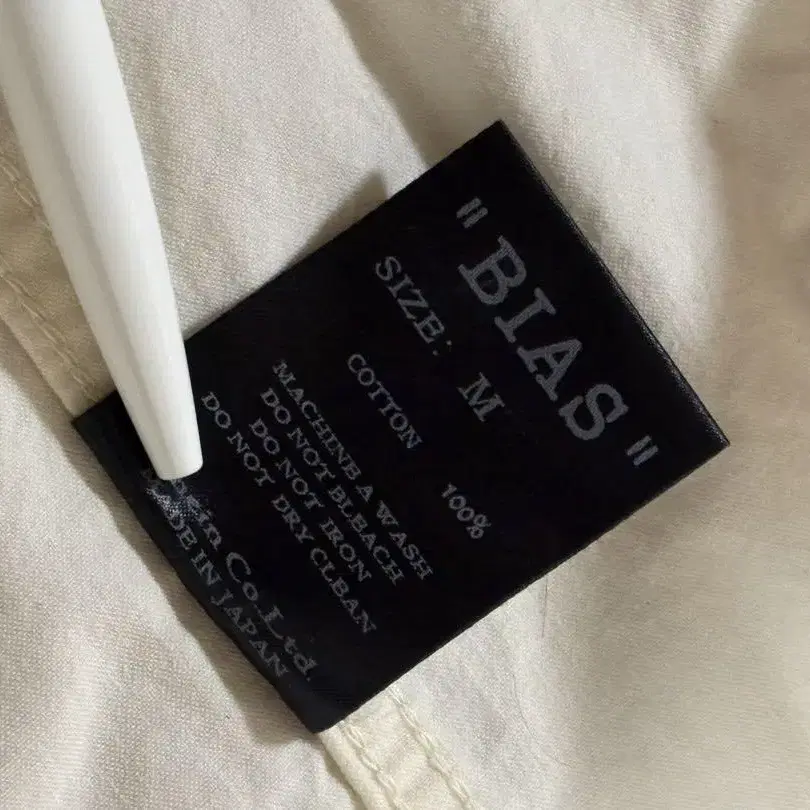 "BIAS"
SIZE: M
COTTON 100%
MACHINE A WASH
DO NOT BLEACH
DO NOT IRON
DO NOT DRY CLEAN
Co.,Ltd.
MADE IN JAPAN